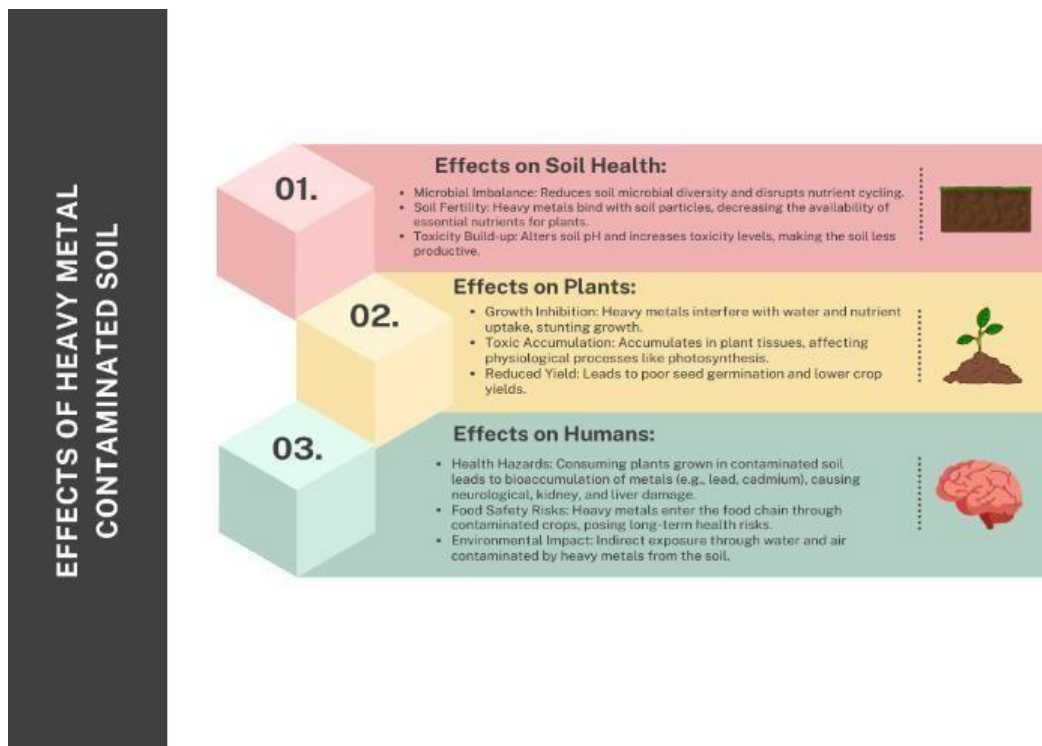 EFFECTS OF HEAVY METAL
CONTAMINATED SOIL
01.
Effects on Soil Health:
• Microbial Imbalance: Reduces soil microbial diversity and disrupts nutrient cycling.
• Soil Fertility: Heavy metals bind with soil particles, decreasing the availability of
essential nutrients for plants.
• Toxicity Build-up: Alters soil pH and increases toxicity levels, making the soil less
productive.
02.
Effects on Plants:
• Growth Inhibition: Heavy metals interfere with water and nutrient
uptake, stunting growth.
• Toxic Accumulation: Accumulates in plant tissues, affecting
physiological processes like photosynthesis.
• Reduced Yield: Leads to poor seed germination and lower crop
yields.
03.
Effects on Humans:
• Health Hazards: Consuming plants grown in contaminated soil
leads to bioaccumulation of metals (e.g., lead, cadmium), causing
neurological, kidney, and liver damage.
• Food Safety Risks: Heavy metals enter the food chain through
contaminated crops, posing long-term health risks.
• Environmental Impact: Indirect exposure through water and air
contaminated by heavy metals from the soil.